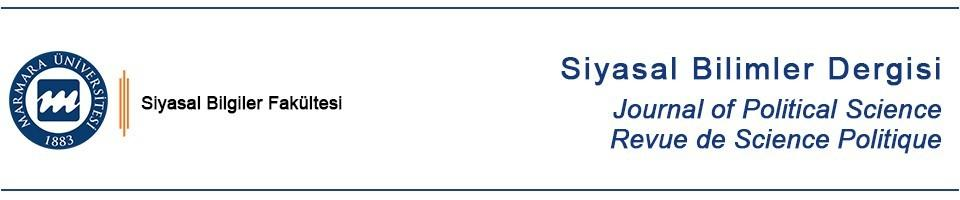 MARMARA ÜNİVERSİTESİ
m
1883
Siyasal Bilgiler Fakültesi
Siyasal Bilimler Dergisi
Journal of Political Science
Revue de Science Politique